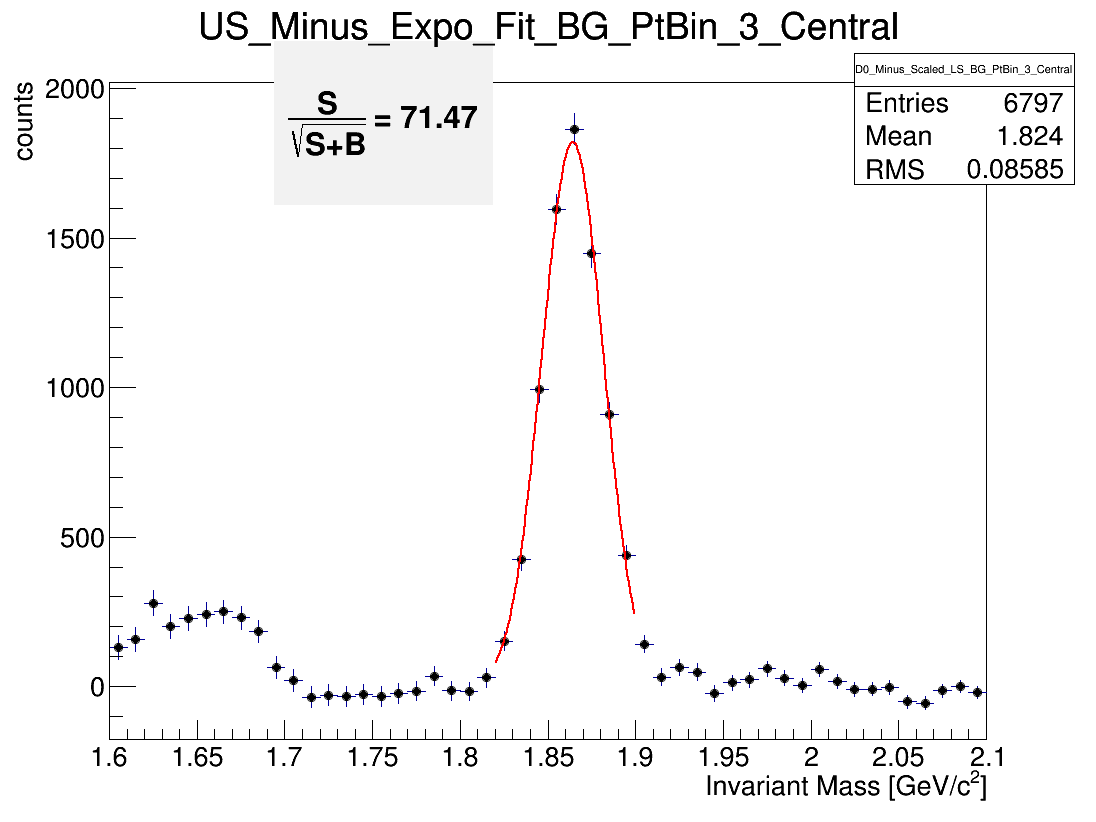 US_Minus_Expo_Fit_BG_PtBin_3_Central
D0_Minus_Scaled_LS_BG_PtBin_3_Central
Entries 6797
Mean 1.824
RMS 0.08585
S
√S+B
= 71.47
counts
2000
1500
1000
500
0
1.6 1.65 1.7 1.75 1.8 1.85 1.9 1.95 2 2.05 2.1
Invariant Mass [GeV/c²]